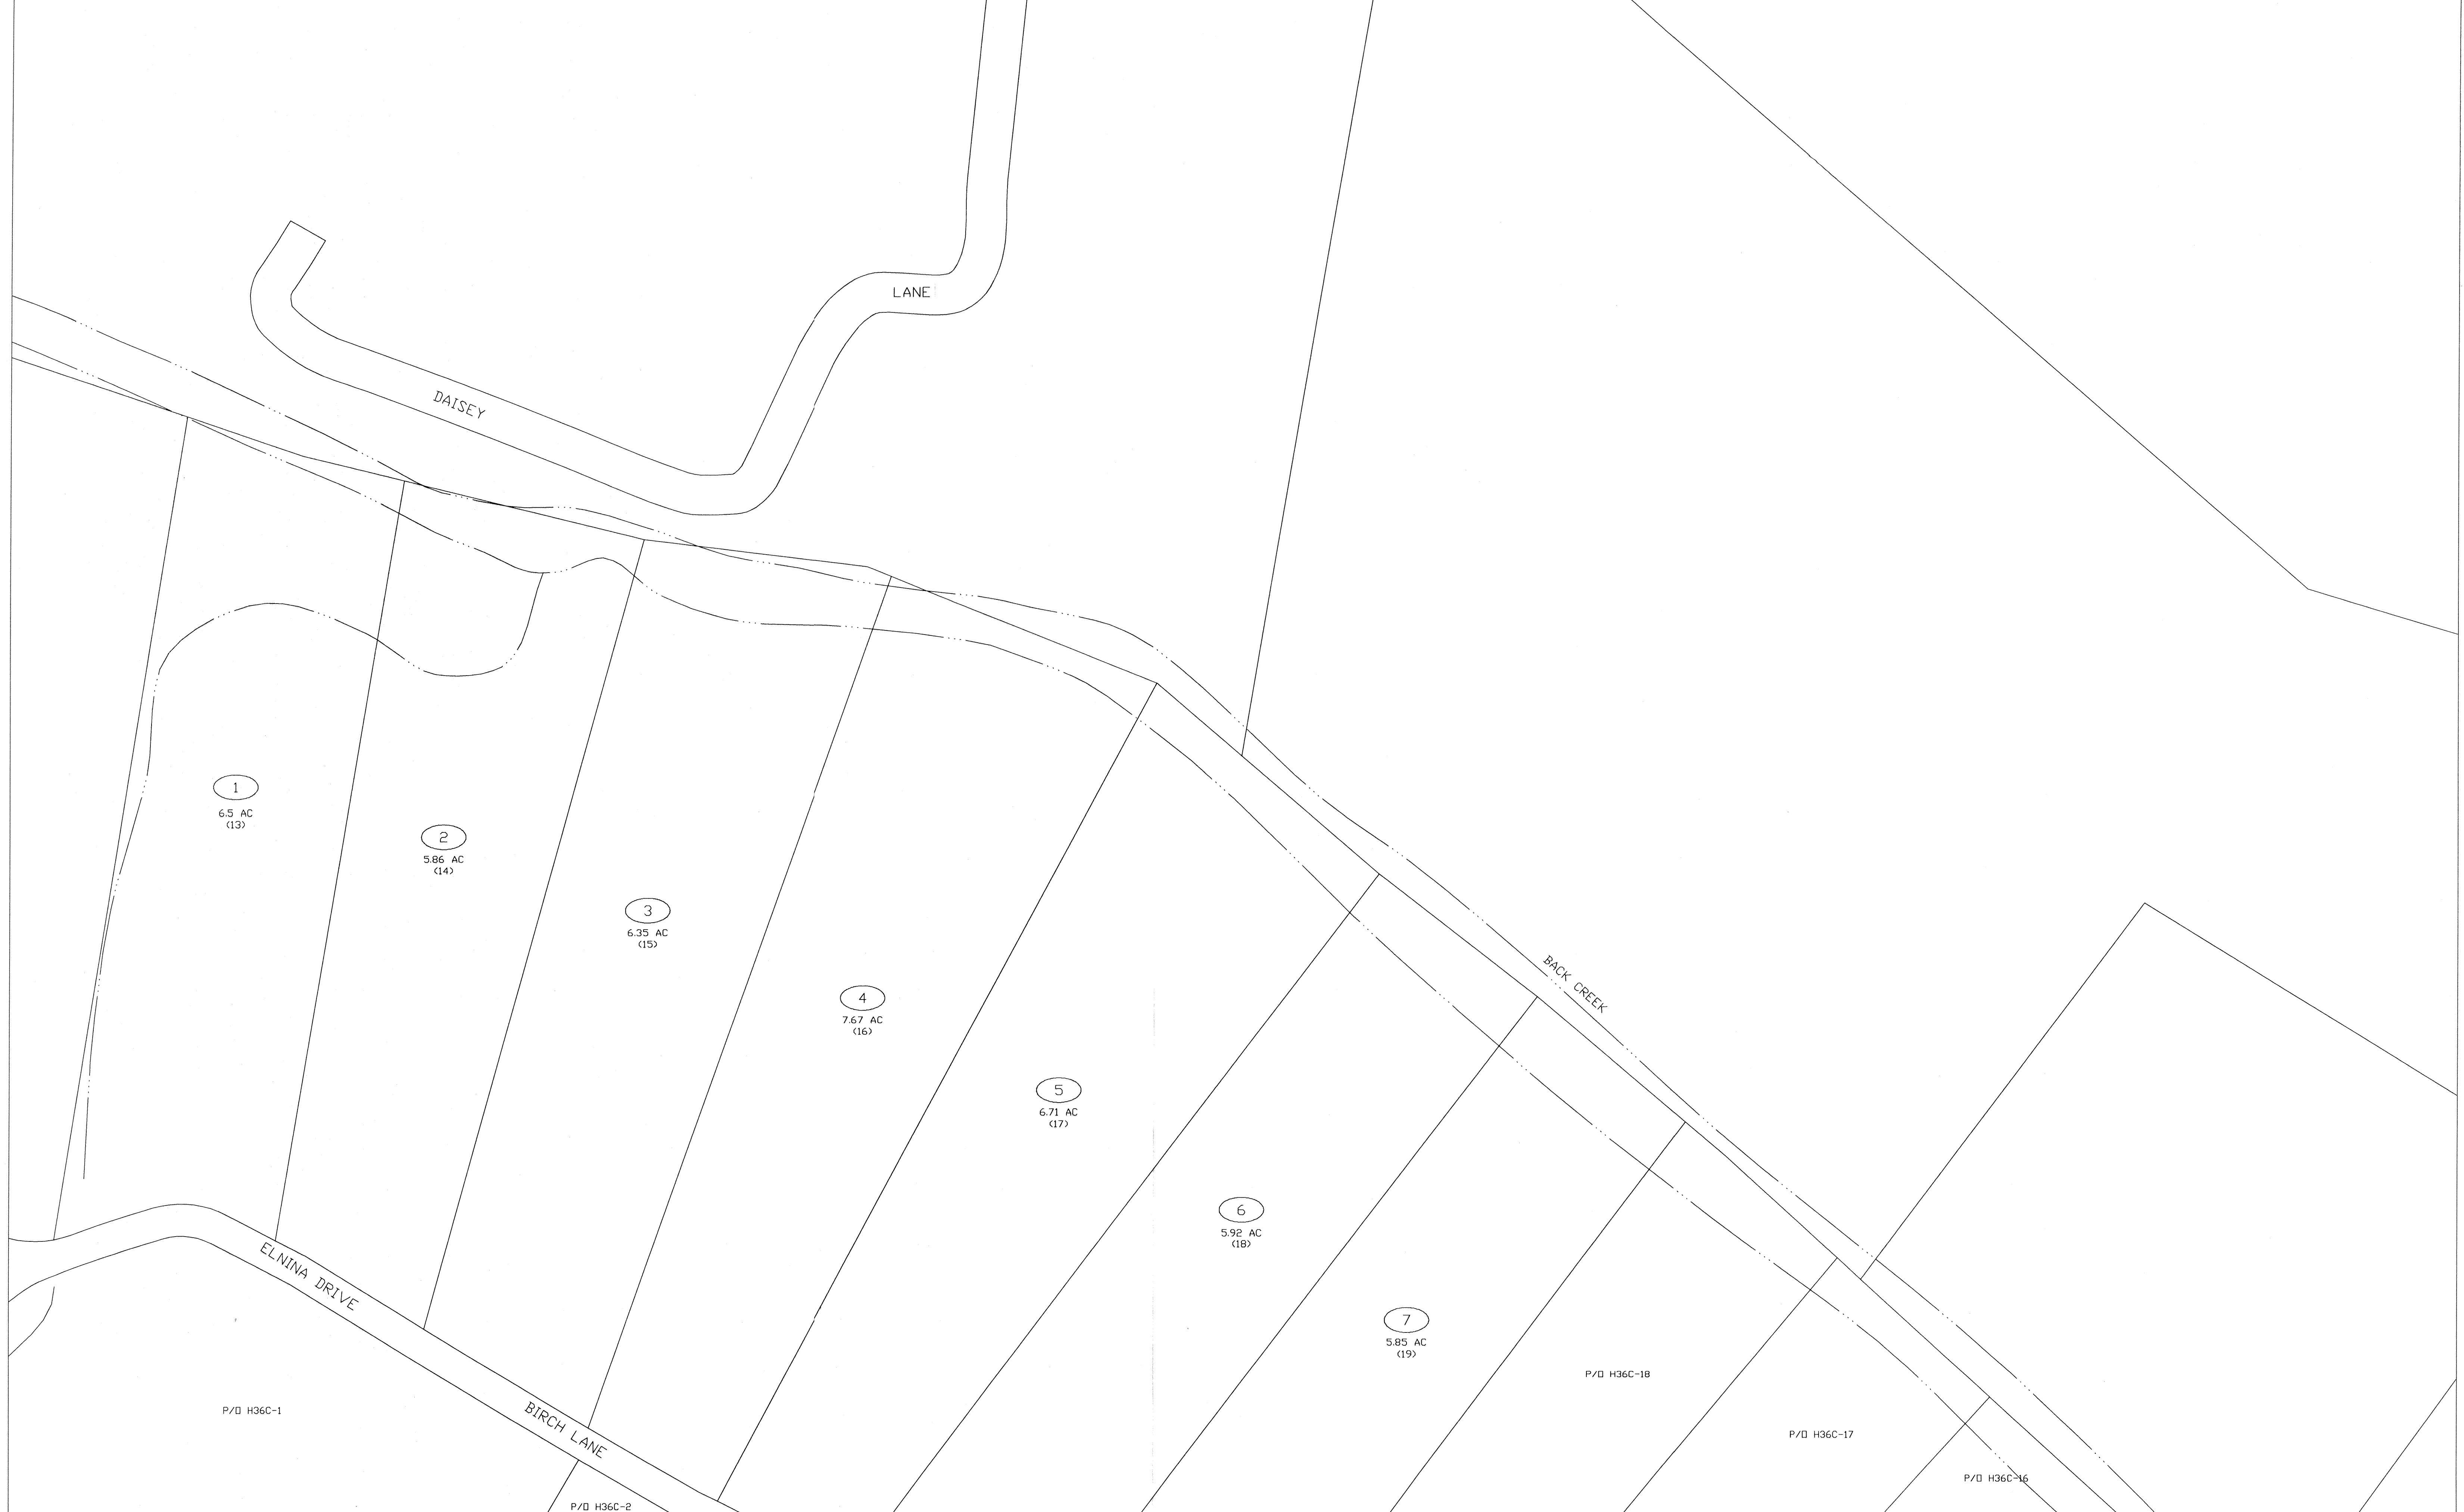 LANE
DAISEY
1
6.5 AC
(13)
2
5.86 AC
(14)
3
6.35 AC
(15)
4
7.67 AC
(16)
BACK CREEK
5
6.71 AC
(17)
6
5.92 AC
(18)
ELNINA DRIVE
7
5.85 AC
(19)
P/O H36C-18
P/O H36C-1
BIRCH LANE
P/O H36C-17
P/O H36C-16
P/O H36C-2